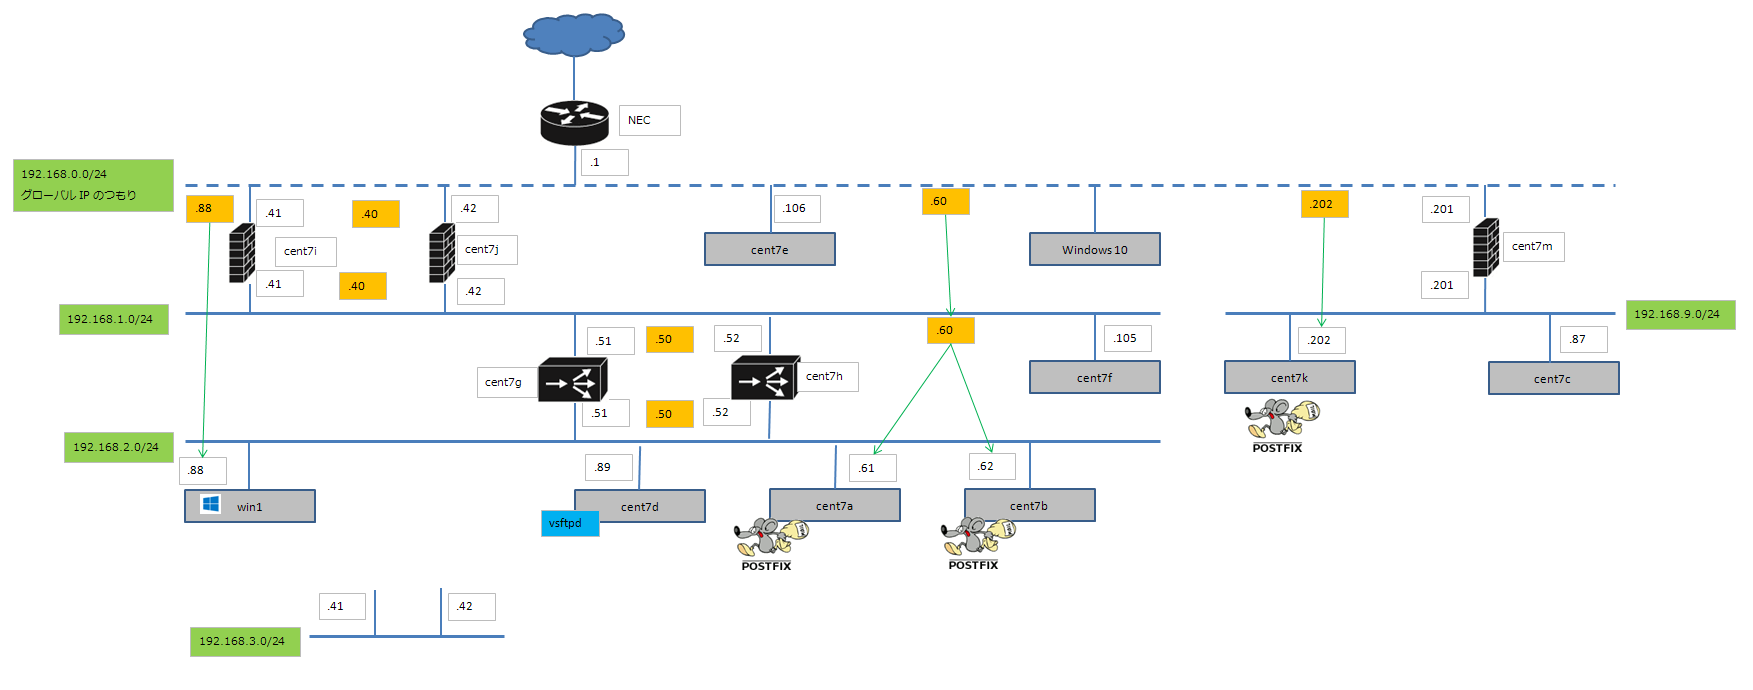 NEC
.1
192.168.0.0/24
グローバル IP のつもり
.88
.41
.40
.42
.106
.60
.202
.201
cent7i
cent7j
cent7e
Windows 10
cent7m
.41
.40
.42
.201
192.168.1.0/24
192.168.9.0/24
.51
.50
.52
.60
.105
.202
.87
cent7g
cent7h
cent7f
cent7k
cent7c
.51
.50
.52
POSTFIX
192.168.2.0/24
.88
.89
.61
.62
win1
cent7d
cent7a
cent7b
vsftpd
POSTFIX
POSTFIX
.41
.42
192.168.3.0/24